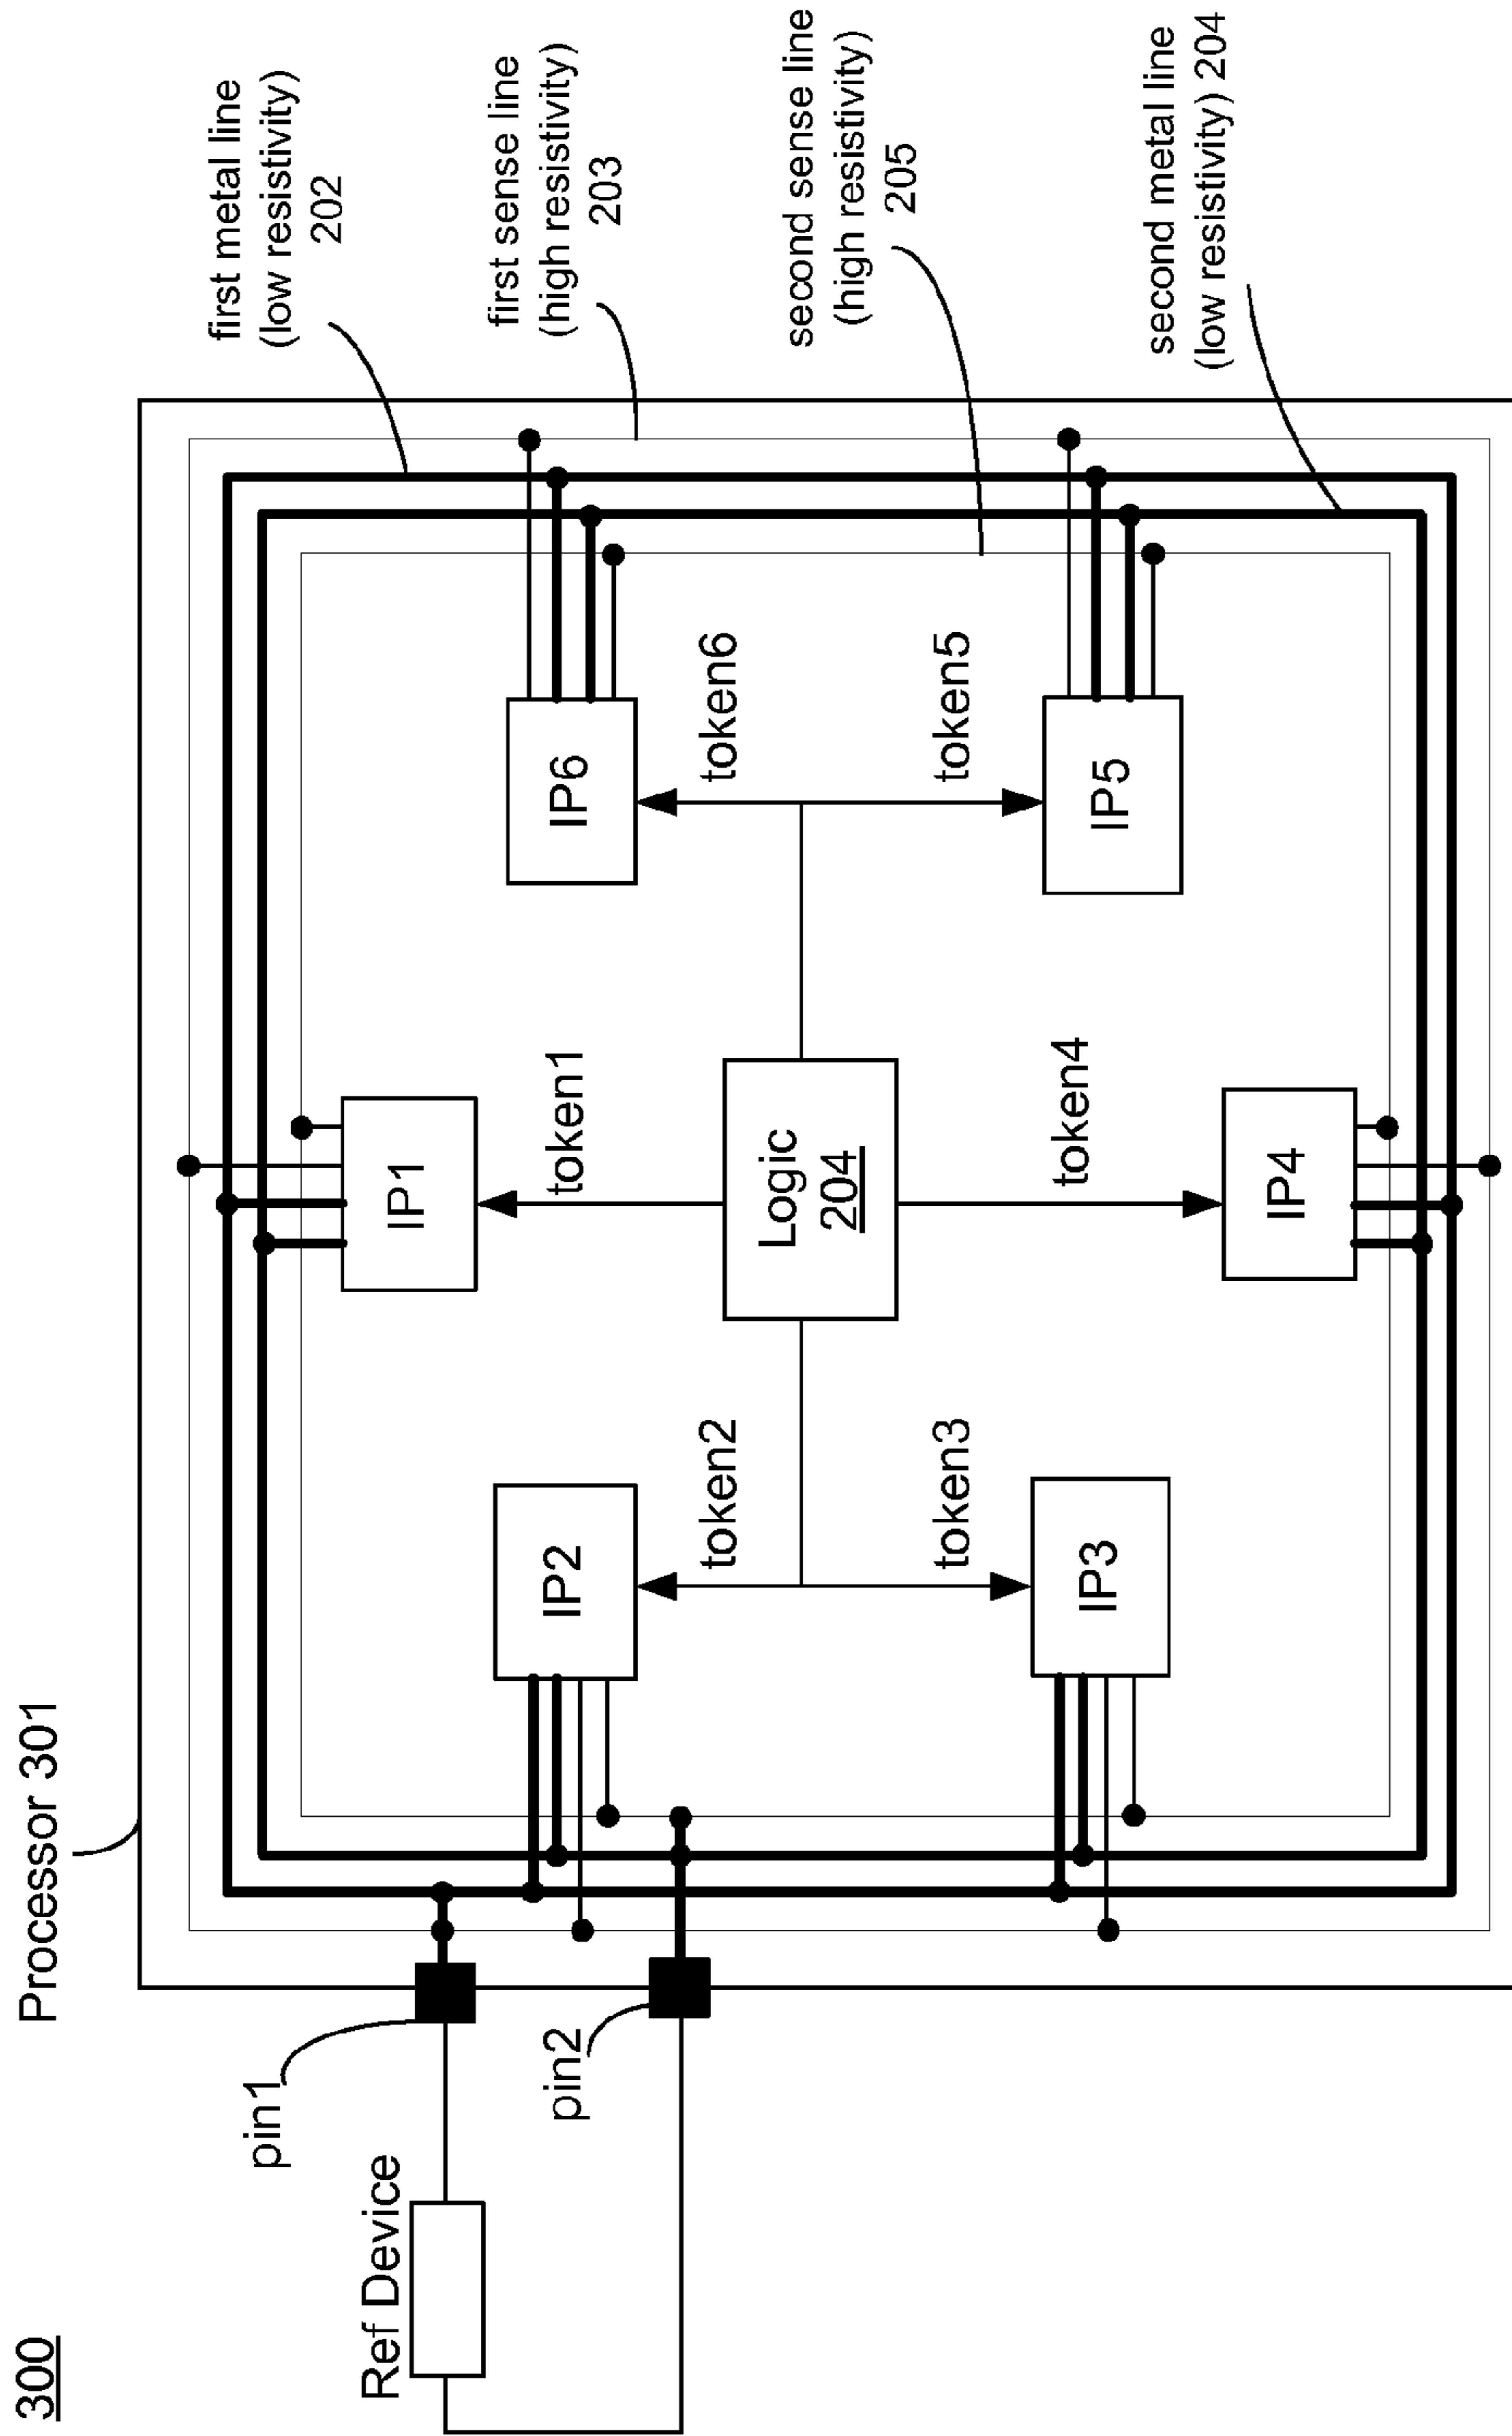 300
Processor 301
Ref Device
pin1
pin2
first metal line
(low resistivity)
202
first sense line
(high resistivity)
203
second sense line
(high resistivity)
205
second metal line
(low resistivity) 204
IP2
IP1
IP6
token2
token1
token6
Logic
204
token3
token4
token5
IP3
IP4
IP5